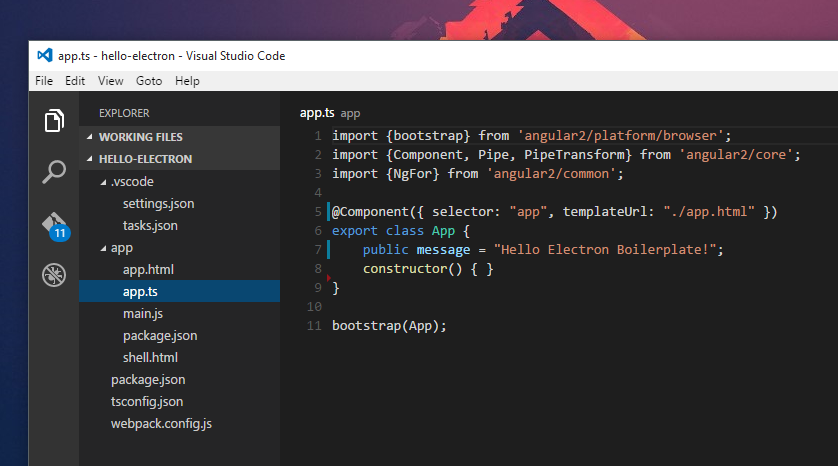 app.ts - hello-electron - Visual Studio Code
File Edit View Goto Help
EXPLORER
WORKING FILES
HELLO-ELECTRON
.vscode
settings.json
tasks.json
app
app.html
app.ts
main.js
package.json
shell.html
package.json
tsconfig.json
webpack.config.js
11
app.ts app
1 import {bootstrap} from 'angular2/platform/browser';
2 import {Component, Pipe, PipeTransform} from 'angular2/core';
3 import {NgFor} from 'angular2/common';
4
5 @Component({ selector: "app", templateUrl: "./app.html" })
6 export class App {
7     public message = "Hello Electron Boilerplate!";
8     constructor() { }
9 }
10
11 bootstrap(App);